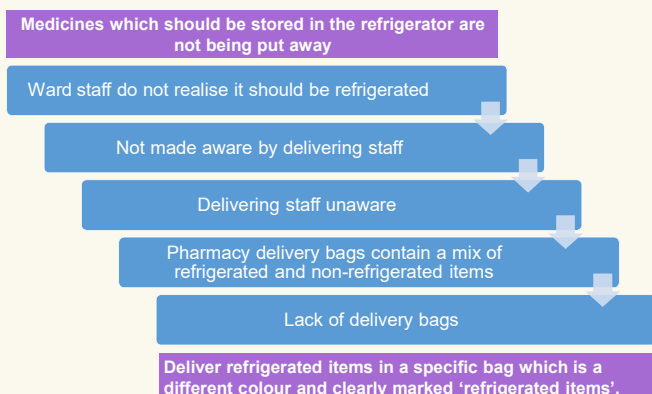 Medicines which should be stored in the refrigerator are
not being put away
Ward staff do not realise it should be refrigerated
Not made aware by delivering staff
Delivering staff unaware
Pharmacy delivery bags contain a mix of
refrigerated and non-refrigerated items
Lack of delivery bags
Deliver refrigerated items in a specific bag which is a
different colour and clearly marked ‘refrigerated items’.